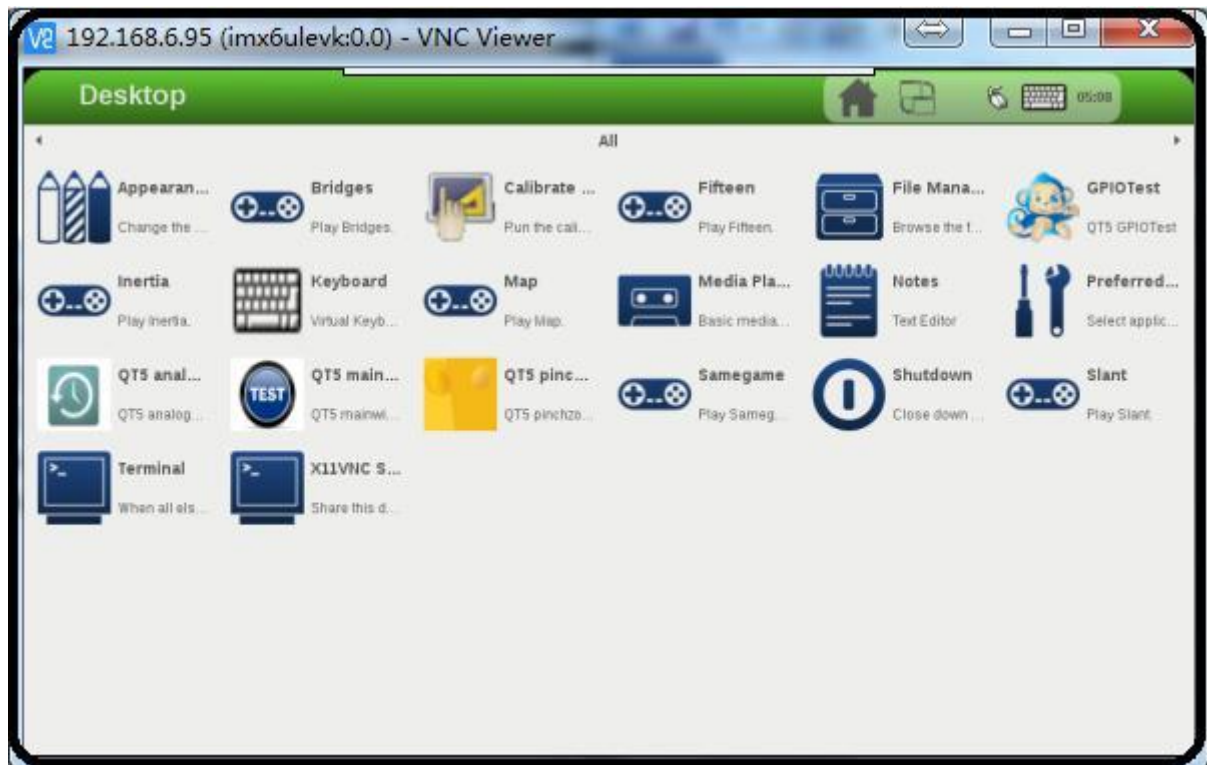 V2 192.168.6.95 (imx6ulevk:0.0) - VNC Viewer
Desktop
05:08
All
Appearan...
Change the ...
Bridges
Play Bridges.
Calibrate ...
Run the cali...
Fifteen
Play Fifteen.
File Mana...
Browse the f...
GPIOTest
QT5 GPIOTest
Inertia
Play Inertia.
Keyboard
Virtual Keyb...
Map
Play Map.
Media Pla...
Basic media...
Notes
Text Editor
Preferred...
Select applic...
QT5 anal...
QT5 analog...
TEST
QT5 main...
QT5 mainwi...
QT5 pinc...
QT5 pinchzo...
Samegame
Play Sameg...
Shutdown
Close down ...
Slant
Play Slant.
>_
Terminal
When all els...
>_
X11VNC S...
Share this d...